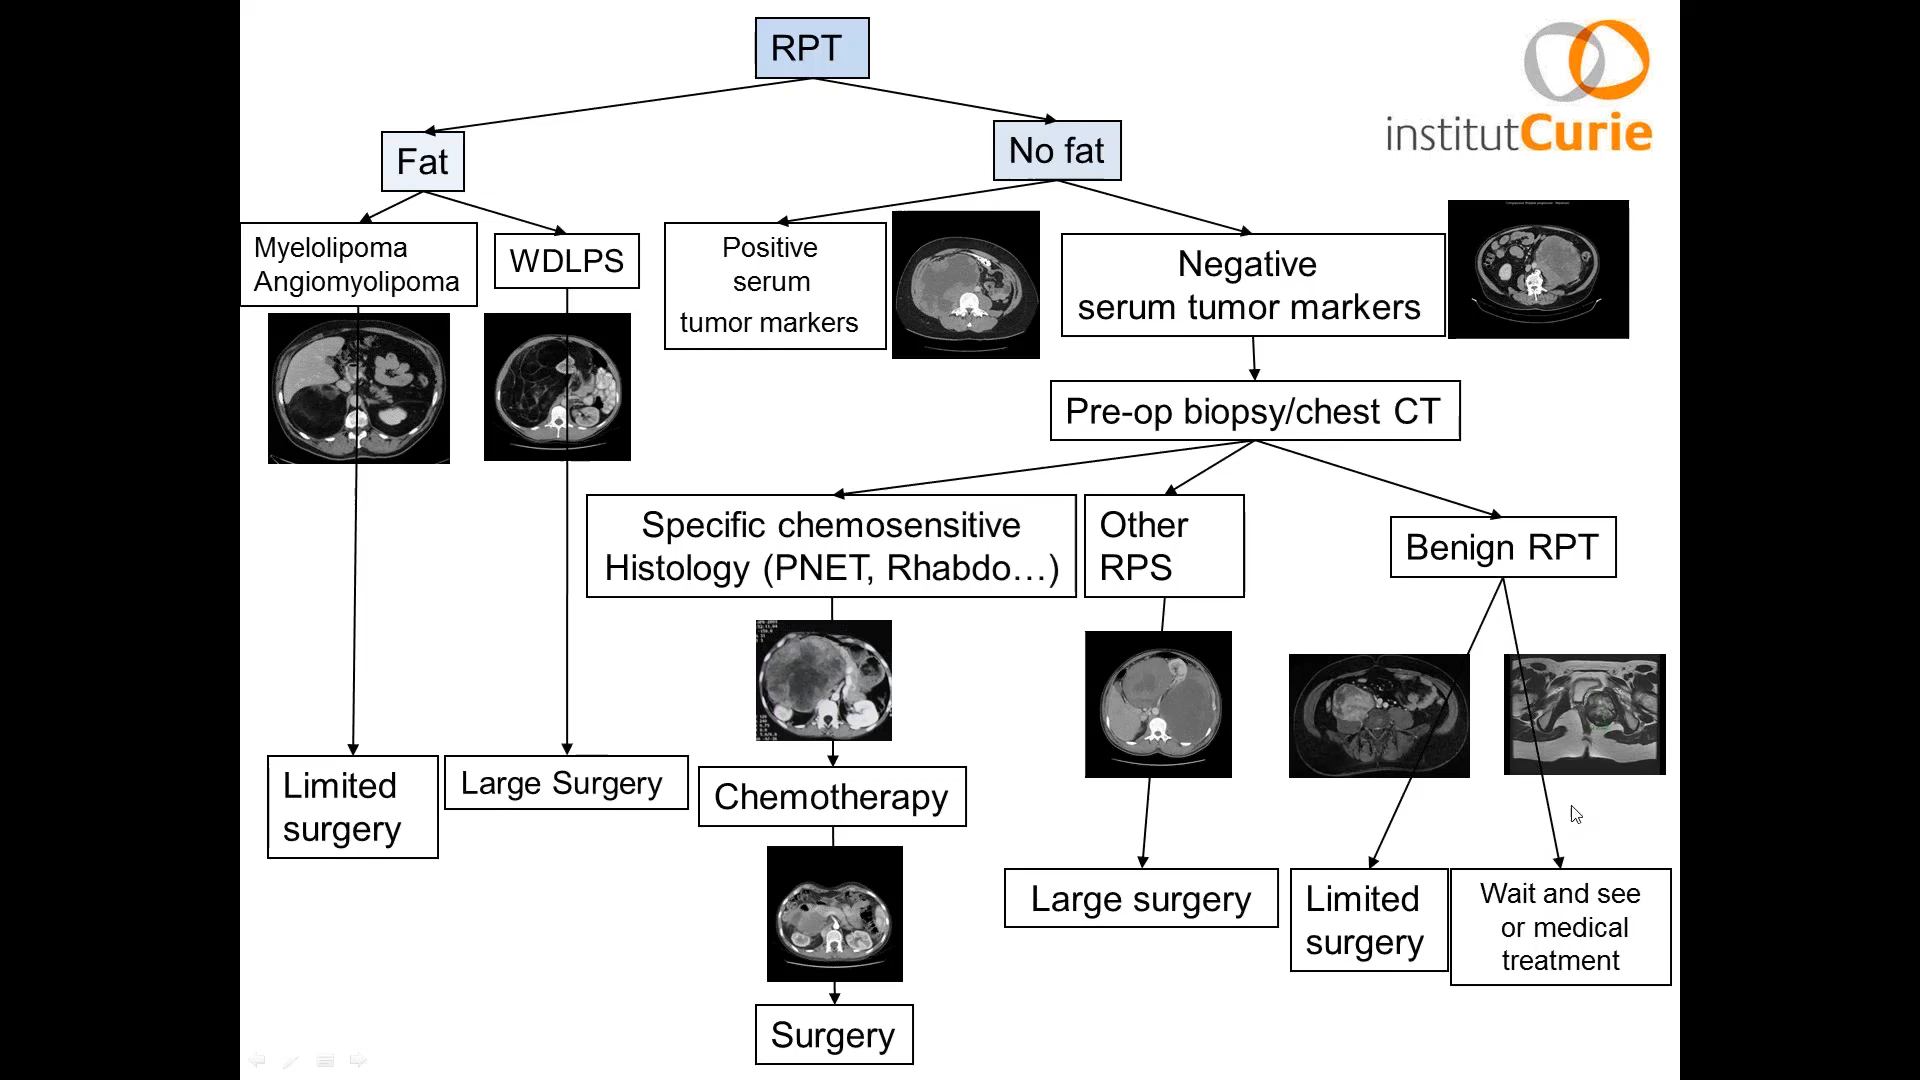 RPT
institutCurie
Fat
No fat
Myelolipoma
Angiomyolipoma
WDLPS
Positive
serum
tumor markers
Negative
serum tumor markers
Pre-op biopsy/chest CT
Specific chemosensitive
Histology (PNET, Rhabdo…)
Other
RPS
Benign RPT
Limited
surgery
Large Surgery
Chemotherapy
Large surgery
Limited
surgery
Wait and see
or medical
treatment
Surgery